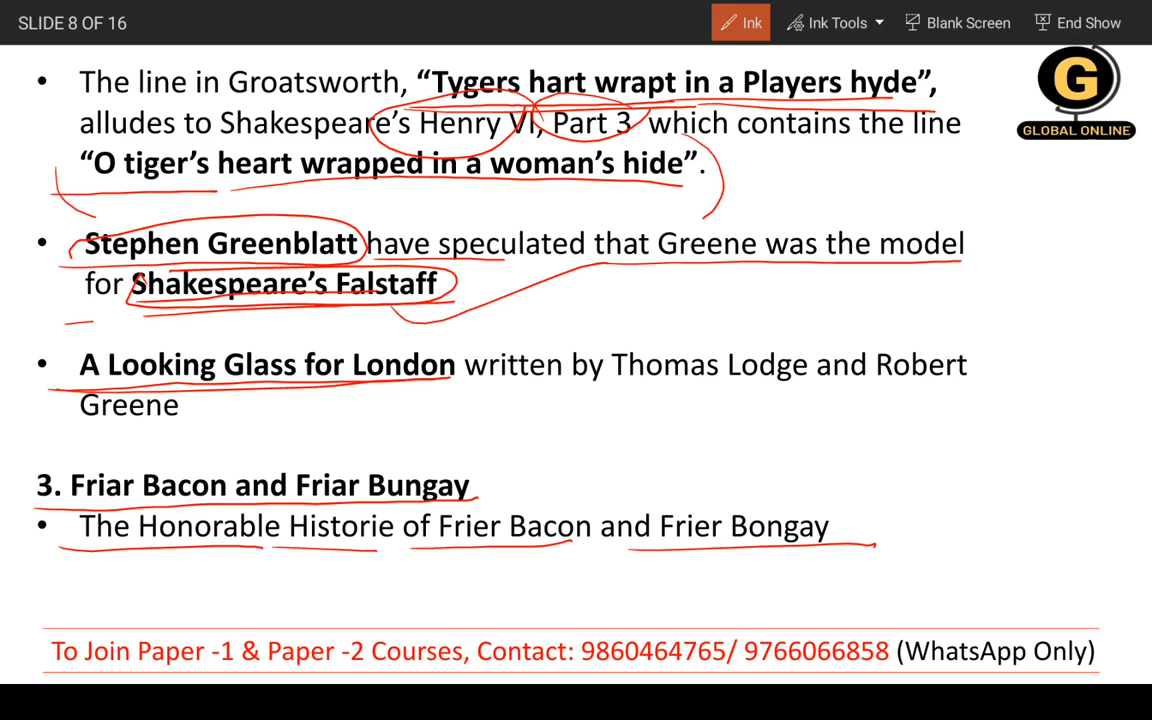 SLIDE 8 OF 16
Ink
Ink Tools
Blank Screen
End Show
• The line in Groatsworth, “Tygers hart wrapt in a Players hyde”,
alludes to Shakespeare’s Henry VI, Part 3 which contains the line
“O tiger’s heart wrapped in a woman’s hide”.
G
GLOBAL ONLINE
• Stephen Greenblatt have speculated that Greene was the model
for Shakespeare’s Falstaff
• A Looking Glass for London written by Thomas Lodge and Robert
Greene
3. Friar Bacon and Friar Bungay
• The Honorable Historie of Frier Bacon and Frier Bongay
To Join Paper -1 & Paper -2 Courses, Contact: 9860464765/ 9766066858 (WhatsApp Only)